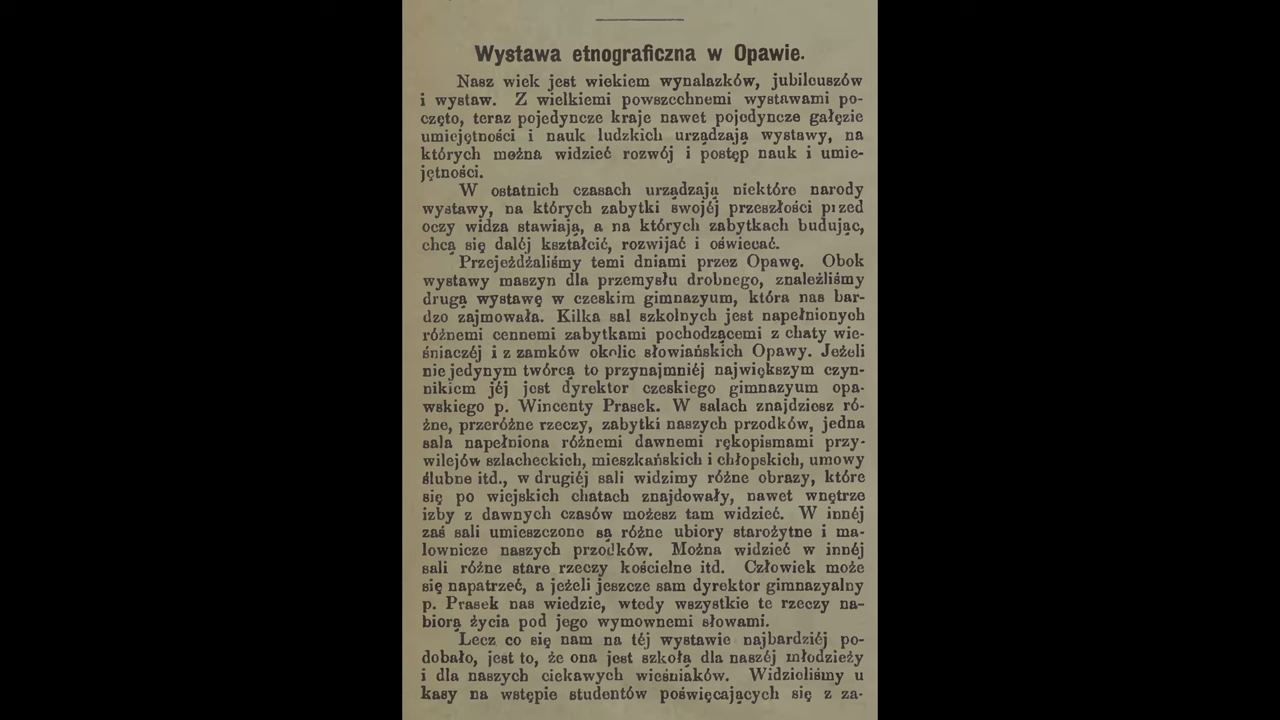 Wystawa etnograficzna w Opawie.
Nasz wiek jest wiekiem wynalazków, jubileuszów
i wystaw. Z wielkiemi powszechnemi wystawami po-
częto, teraz pojedyncze kraje nawet pojedyncze gałęzie
umiejętności i nauk ludzkich urządzają wystawy, na
których można widzieć rozwój i postęp nauk i umie-
jętności.
W ostatnich czasach urządzają niektóre narody
wystawy, na których zabytki swojéj przeszłości przed
oczy widza stawiają, a na których zabytkach budując,
chcą się daléj kształcić, rozwijać i oświecać.
Przejeżdżaliśmy temi dniami przez Opawę. Obok
wystawy maszyn dla przemysłu drobnego, znaleźliśmy
drugą wystawę w czeskim gimnazyum, która nas bar-
dzo zajmowała. Kilka sal szkolnych jest napełnionych
różnemi cennemi zabytkami pochodzącemi z chaty wie-
śniaczéj i z zamków okolic słowiańskich Opawy. Jeżeli
nie jedynym twórcą to przynajmniéj największym czyn-
nikiem jéj jest dyrektor czeskiego gimnazyum opa-
wskiego p. Wincenty Prasek. W salach znajdziesz ró-
żne, przeróżne rzeczy, zabytki naszych przodków, jedna
sala napełniona różnemi dawnemi rękopismami przy-
wilejów szlacheckich, mieszkańskich i chłopskich, umowy
ślubne itd., w drugiéj sali widzimy różne obrazy, które
się po wiejskich chatach znajdowały, nawet wnętrze
izby z dawnych czasów możesz tam widzieć. W innéj
zaś sali umieszczone są różne ubiory starożytne i ma-
lownicze naszych przodków. Można widzieć w innéj
sali różne stare rzeczy kościelne itd. Człowiek może
się napatrzeć, a jeżeli jeszcze sam dyrektor gimnazyalny
p. Prasek nas wiedzie, wtedy wszystkie te rzeczy na-
biorą życia pod jego wymownemi słowami.
Lecz co się nam na téj wystawie najbardziéj po-
dobało, jest to, że ona jest szkołą dla naszéj młodzieży
i dla naszych ciekawych wieśniaków. Widzieliśmy u
kasy na wstępie studentów poświęcających się z za-